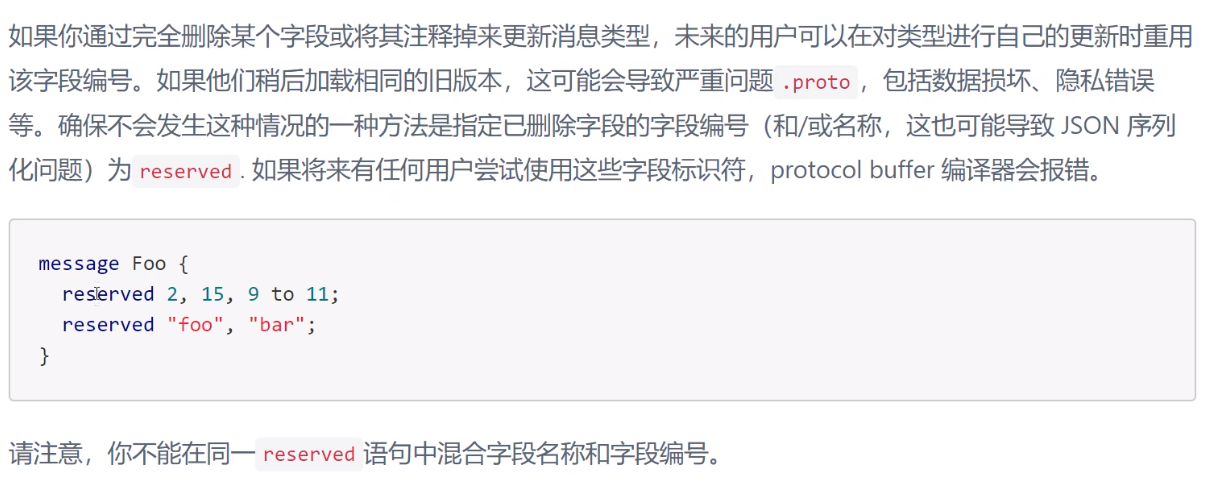 如果你通过完全删除某个字段或将其注释掉来更新消息类型，未来的用户可以在对类型进行自己的更新时重用
该字段编号。如果他们稍后加载相同的旧版本，这可能会导致严重问题 .proto ，包括数据损坏、隐私错误
等。确保不会发生这种情况的一种方法是指定已删除字段的字段编号（和/或名称，这也可能导致 JSON 序列
化问题）为 reserved . 如果将来有任何用户尝试使用这些字段标识符，protocol buffer 编译器会报错。
message Foo {
  reserved 2, 15, 9 to 11;
  reserved "foo", "bar";
}
请注意，你不能在同一 reserved 语句中混合字段名称和字段编号。